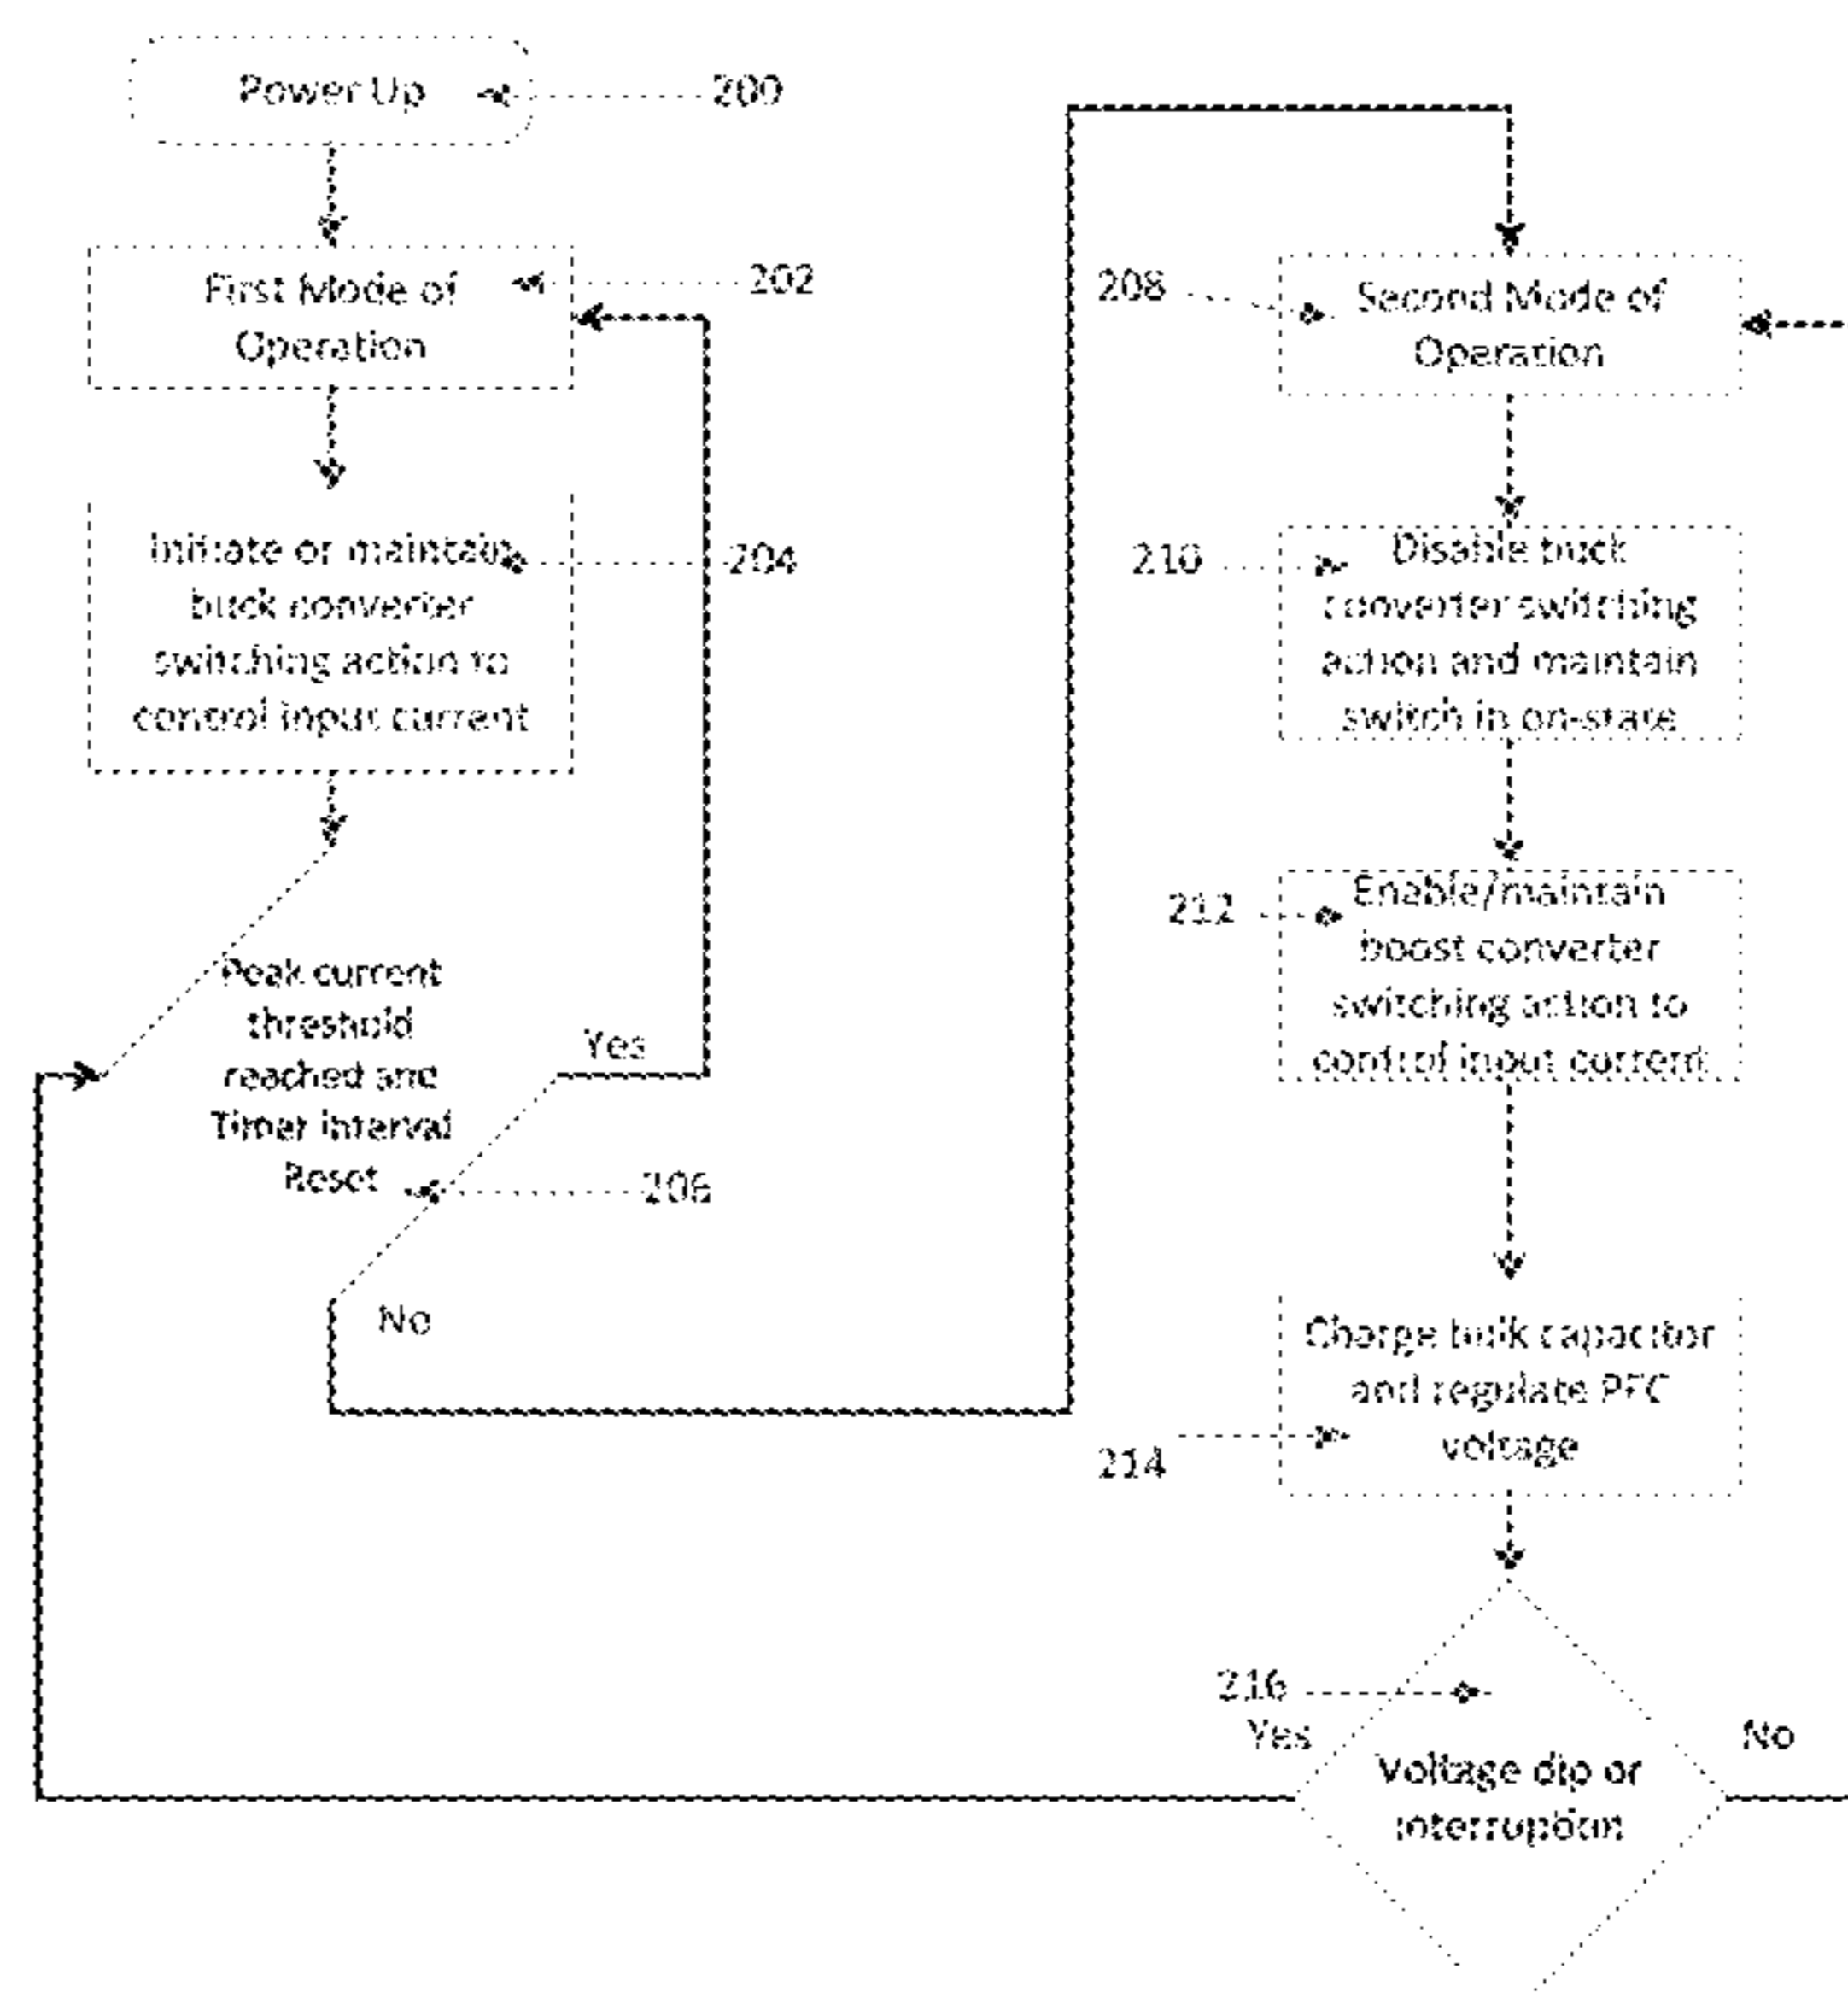 Power Up
200
First Mode of
Operation
202
Initiate or maintain
buck converter
switching action to
control input current
204
Peak current
threshold
reached and
Timer interval
Reset
Yes
206
No
208
Second Mode of
Operation
210
Disable buck
converter switching
action and maintain
switch in on-state
212
Enable/maintain
boost converter
switching action to
control input current
Charge bulk capacitor
and regulate PFC
voltage
214
216
Yes
No
Voltage dip or
interruption